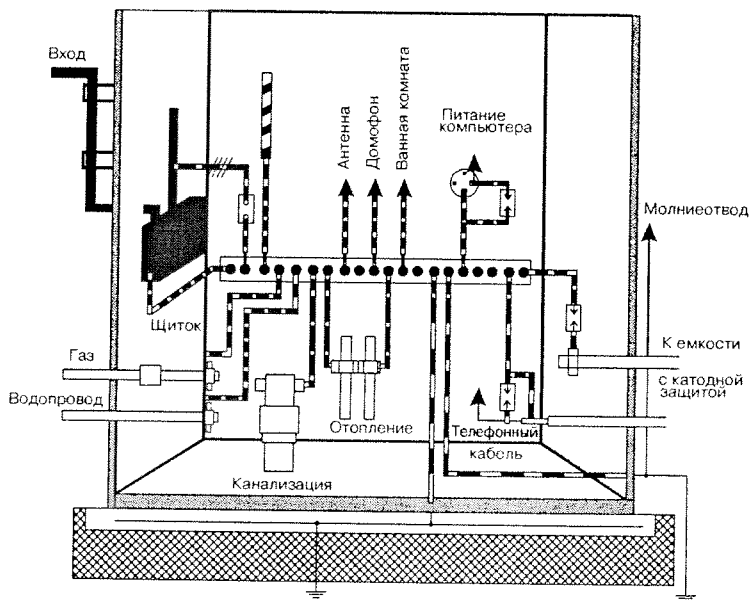 Вход
Антенна
Домофон
Ванная комната
Питание
компьютера
Молниеотвод
Щиток
Газ
Водопровод
К емкости
с катодной
защитой
Отопление
Телефонный
кабель
Канализация